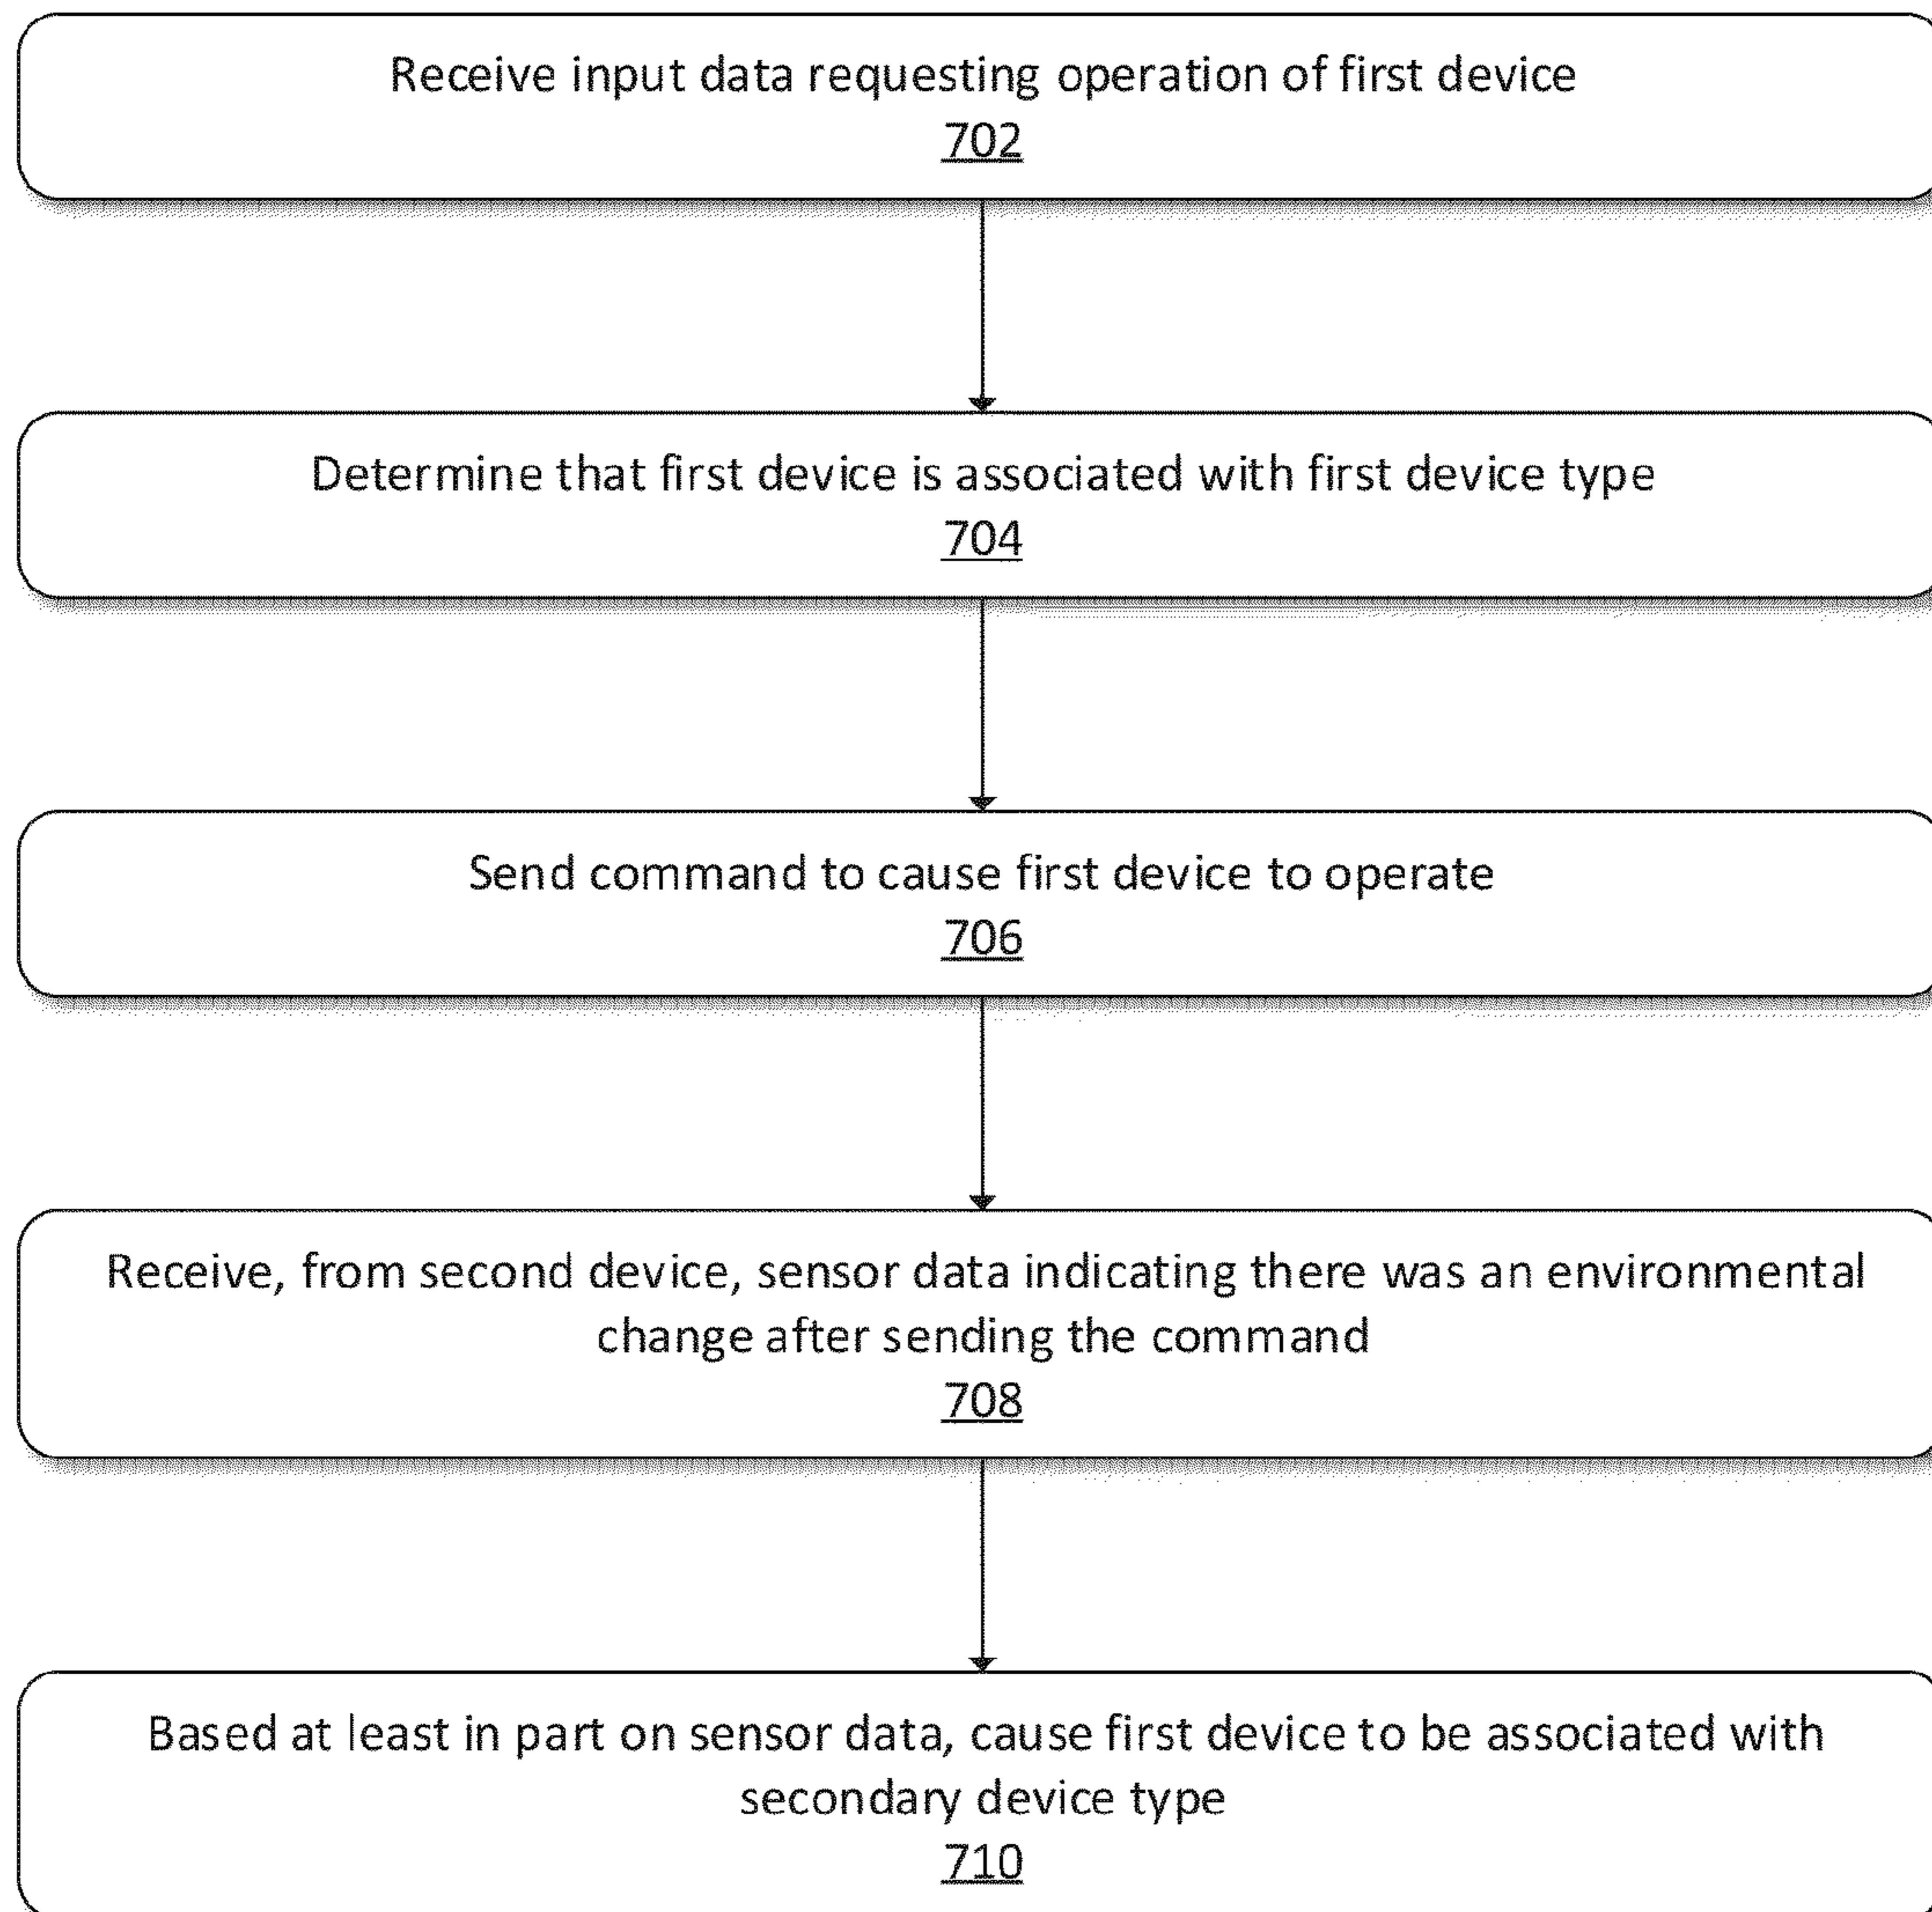 Receive input data requesting operation of first device
702
Determine that first device is associated with first device type
704
Send command to cause first device to operate
706
Receive, from second device, sensor data indicating there was an environmental
change after sending the command
708
Based at least in part on sensor data, cause first device to be associated with
secondary device type
710